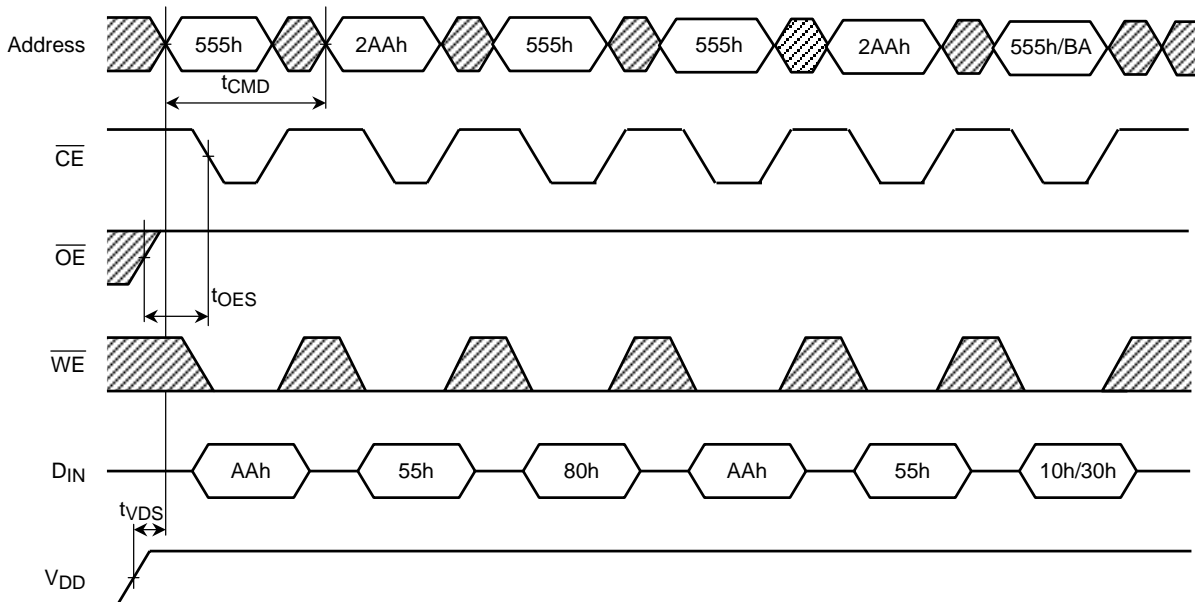 Address 555h 2AAh 555h 555h 2AAh 555h/BA
tCMD
CE
OE
tOES
WE
DIN AAh 55h 80h AAh 55h 10h/30h
tVDS
VDD